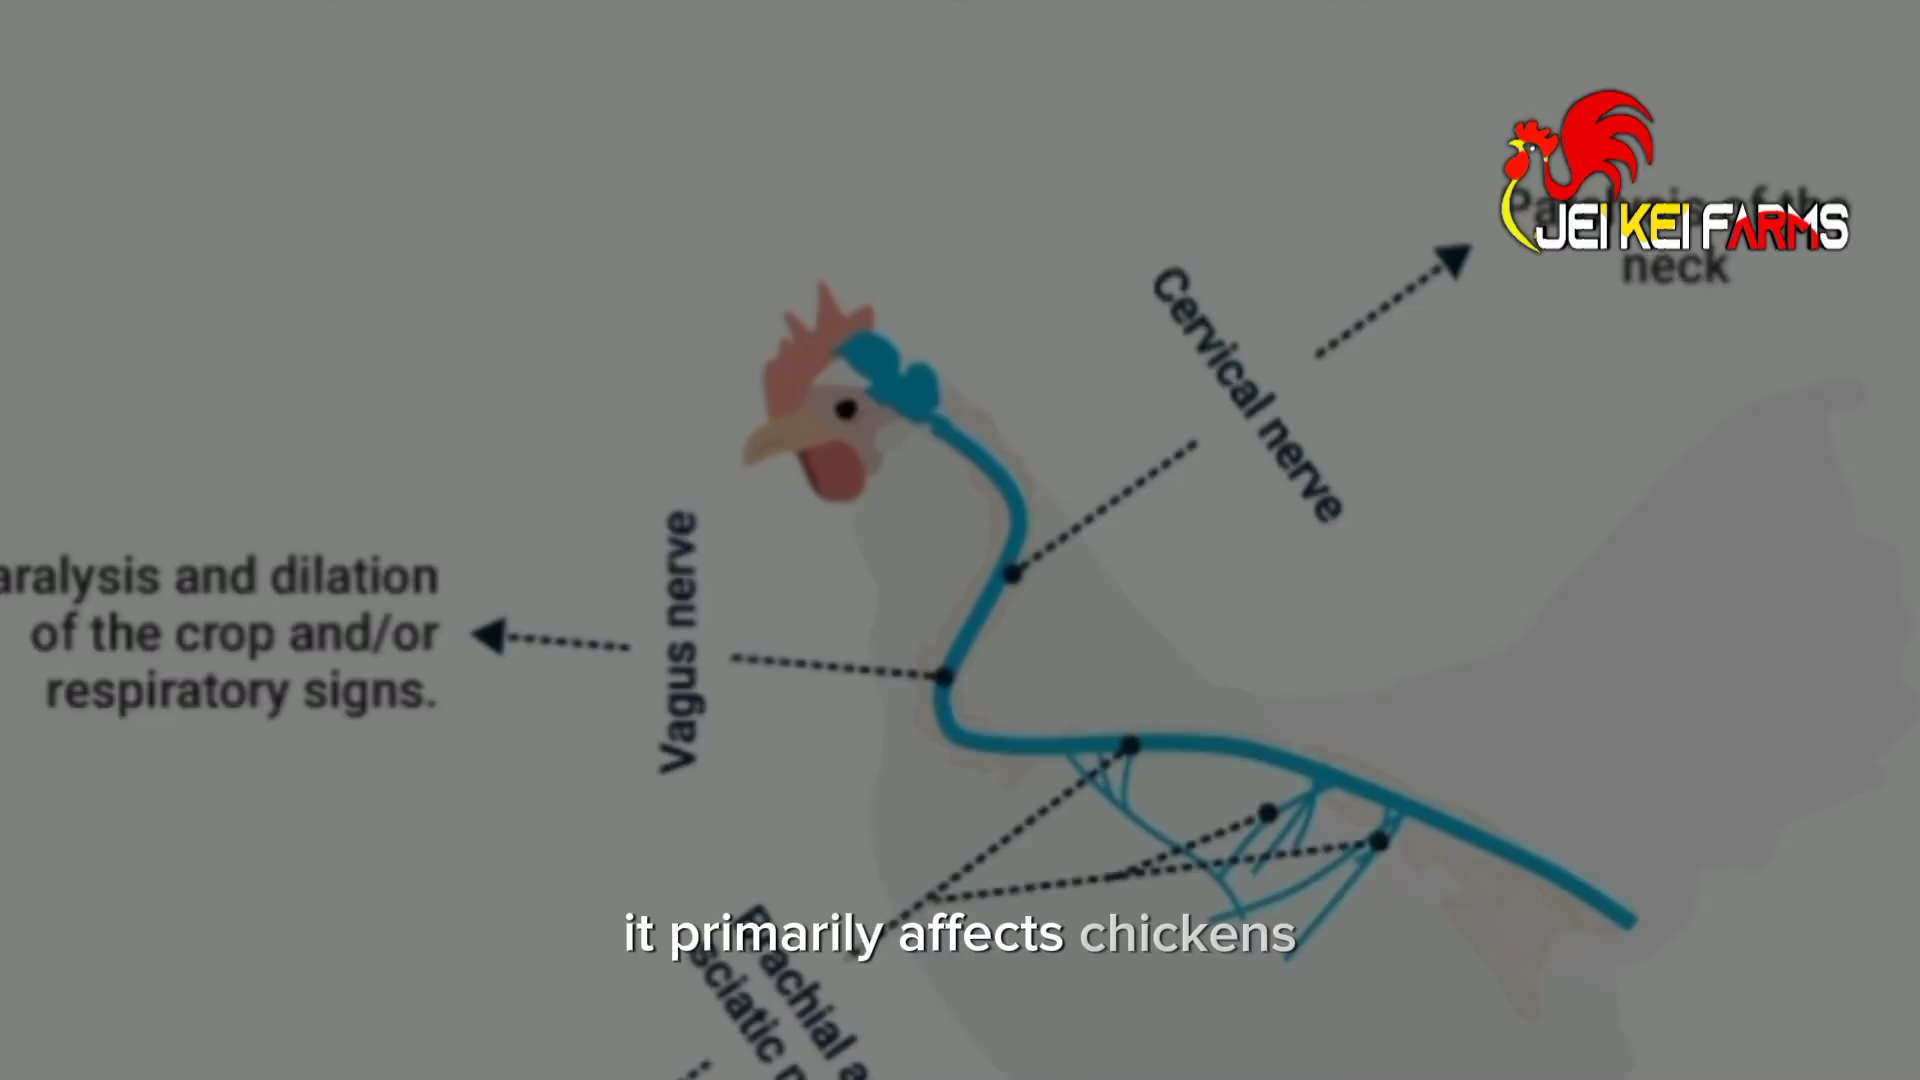 JEI KEI FARMS
neck
Cervical nerve
Vagus nerve
aralysis and dilation
of the crop and/or
respiratory signs.
it primarily affects chickens
sciatic